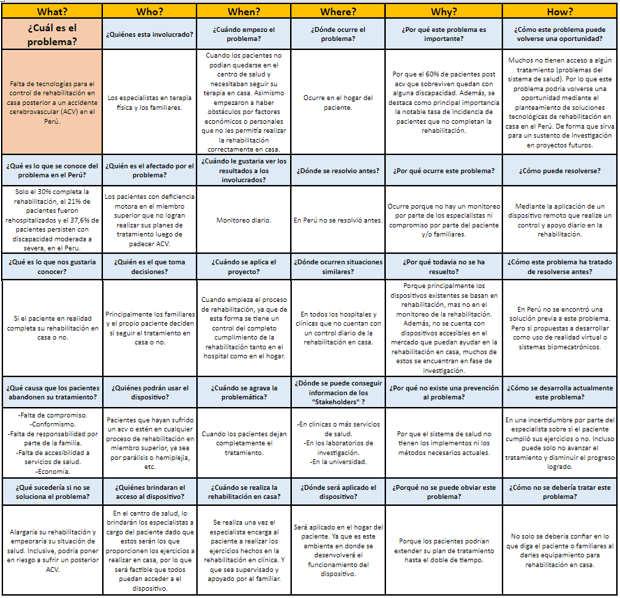 What?
Who?
When?
Where?
Why?
How?
¿Cuál es el
problema?
¿Quiénes esta involucrado?
¿Cuándo empezo el
problema?
¿Dónde ocurre el
problema?
¿Por qué este problema es
importante?
¿Cómo este problema puede
volverse una oportunidad?
Falta de tecnologías para el
control de rehabilitación en
casa posterior a un accidente
cerebrovascular (ACV) en el
Perú.
Los especialistas en terapia
física y los familiares.
Cuando los pacientes no
podian quedarse en el
centro de salud y
necesitaban seguir su
terapia en casa. Asimismo
empezaron a haber
obstáculos por factores
económicos o personales
que no les permitía realizar
la rehabilitación
correctamente en casa.
Ocurre en el hogar del
paciente.
Por que el 60% de pacientes post
acv que sobreviven quedan con
alguna discapacidad. Además, se
destaca como principal importancia
la notable tasa de incidencia de
pacientes que no completan la
rehabilitación.
Muchos no tienen acceso a algún
tratamiento (problemas del
sistema de salud). Por lo que este
problema podría volverse una
oportunidad mediante el
planteamiento de soluciones
tecnológicas de rehabilitación en
casa en el Perú. De forma que sirva
para un sustento de investigación
en proyectos futuros.
¿Qué es lo que se conoce del
problema en el Perú?
¿Quién es el afectado por el
problema?
¿Cuándo le gustaria ver los
resultados a los
involucrados?
¿Dónde se resolvio antes?
¿Por qué ocurre este problema?
¿Cómo puede resolverse?
Solo el 30% completa la
rehabilitación, el 21% de
pacientes fueron
rehospitalizados y el 37,6% de
pacientes persisten con
discapacidad moderada a
severa, en el Peru.
Los pacientes con deficiencia
motora en el miembro
superior que no logran
realizar sus planes de
tratamiento luego de
padecer ACV.
Monitoreo diario.
En Perú no se resolvió antes.
Ocurre porque no hay un monitoreo
por parte de los especialistas ni
compromiso por parte del paciente
y/o familiares.
Mediante la aplicación de un
dispositivo remoto que realize un
control y apoyo diario en la
rehabilitación.
¿Qué es lo que nos gustaria
conocer?
¿Quién es el que toma
decisiones?
¿Cuándo se aplica el
proyecto?
¿Dónde ocurren situaciones
similares?
¿Por qué todavia no se ha
resuelto?
¿Cómo este problema ha tratado
de resolverse antes?
Si el paciente en realidad
completa su rehabilitación en
casa o no.
Principalmente los familiares
y el propio paciente deciden
si seguir el tratamiento en
casa o no.
Cuando empieza el proceso
de rehabilitación, ya que de
esta forma se tiene un
control del completo
cumplimiento de la
rehabilitación tanto en el
hospital como en el hogar.
En todos los hospitales y
clínicas que no cuentan con
un control diario de la
rehabilitación en casa.
Porque principalmente los
dispositivos existentes se basan en
rehabilitación, mas no en el
monitoreo de la rehabilitación.
Además, no se cuenta con
dispositivos accesibles en el
mercado que puedan ayudar en la
rehabilitación en casa, muchos de
estos se encuentran en fase de
investigación.
En Perú no se encontró una
solución previa a este problema.
Pero si propuestas a desarrollar
como uso de realidad virtual o
sistemas biomecatrónicos.
¿Qué causa que los pacientes
abandonen su tratamiento?
¿Quiénes podrán usar el
dispositivo?
¿Cuándo se agrava la
problemática?
¿Dónde se puede conseguir
informacion de los
"Stakeholders" ?
¿Por qué no existe una prevención
al problema?
¿Cómo se desarrolla actualmente
este problema?
-Falta de compromiso.
-Conformismo.
-Falta de responsabilidad por
parte de la familia.
-Falta de accesibilidad a
servicios de salud.
-Economía.
Pacientes que hayan sufrido
un acv o estén en cualquier
proceso de rehabilitación en
miembro superior, ya sea
por parálisis o hemiplejia,
etc.
Cuando los pacientes dejan
completamente el
tratamiento.
-En clínicas o más servicios
de salud.
-En los laboratorios de
investigación.
-En la universidad.
Por que el sistema de salud no
tienen los implementos ni los
métodos necesarios actuales.
En una incertidumbre por parte del
especialista sobre si el paciente
cumplió sus ejercicios o no. Incluso
puede solo no avanzar el
tratamiento y disminuir el progreso
logrado.
¿Qué sucedería si no se
soluciona el problema?
¿Quiénes brindaran el
acceso al dispositivo?
¿Cuándo se realiza la
rehabilitación en casa?
¿Dónde será aplicado el
dispositivo?
¿Porqué no se puede obviar este
problema?
¿Cómo no se debería tratar este
problema?
Alargaría su rehabilitación y
empeoraria su situación de
salud. Inclusive, podría poner
en riesgo a sufrir un posterior
ACV.
En el centro de salud, lo
brindarán los especialistas a
cargo del paciente dado que
estos serán los que
proporcionen los ejercicios a
realizar en casa, por lo que
será factible que todos
puedan acceder a el
dispositivo.
Se realiza una vez el
especialista encarga al
paciente a realizar los
ejercicios hechos en la
rehabilitación en clínica. Y
que sea supervisado y
apoyado por el familiar.
Será aplicado en el hogar del
paciente. Ya que es este
ambiente en donde se
desenvolverá el
funcionamiento del
dispositivo.
Porque los pacientes podrían
extender su plan de tratamiento
hasta el doble de tiempo.
No solo se debería confiar en lo
que diga el paciente o familiares al
darles equipamiento para
rehabilitación en casa.